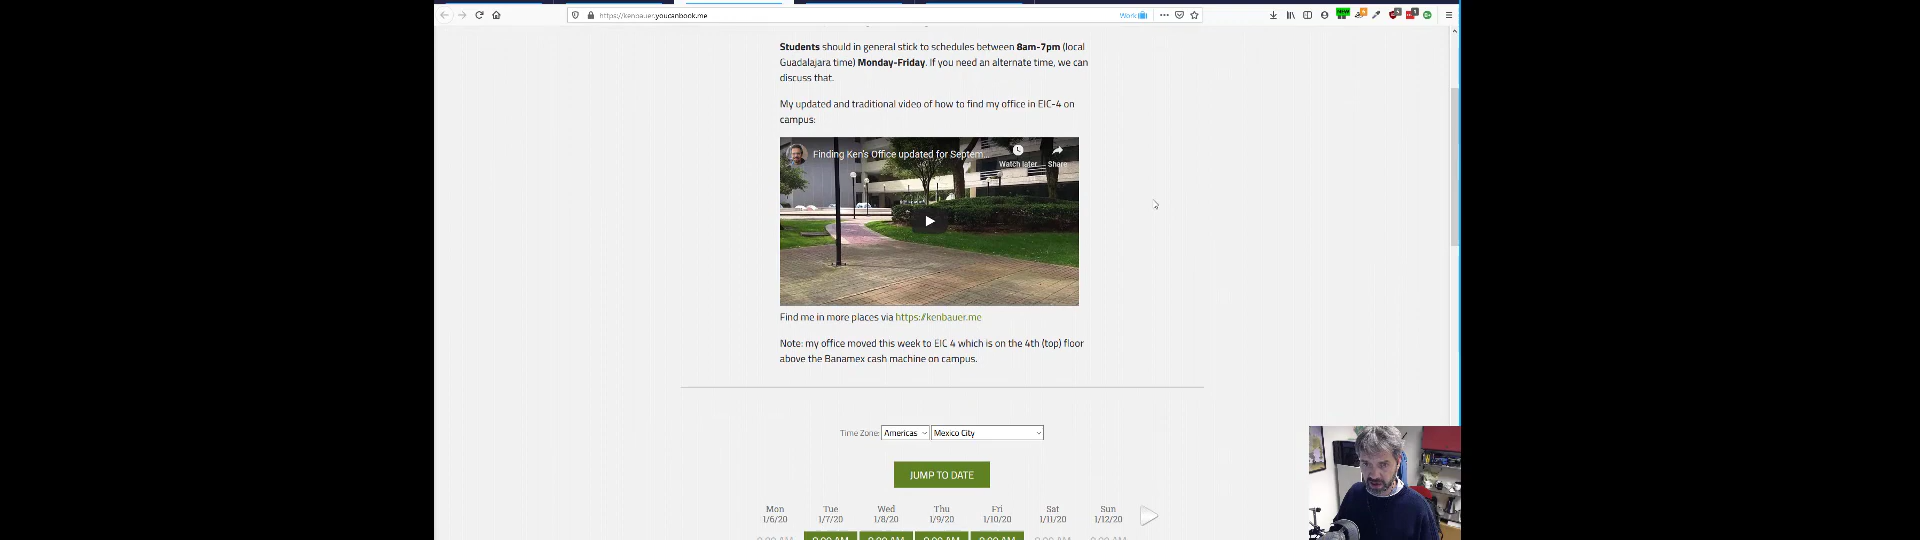 https://kenbauer.youcanbook.me
Work
NEW
Students should in general stick to schedules between 8am-7pm (local
Guadalajara time) Monday-Friday. If you need an alternate time, we can
discuss that.
My updated and traditional video of how to find my office in EIC-4 on
campus:
Finding Ken's Office updated for Septem...
Watch later
Share
Find me in more places via https://kenbauer.me
Note: my office moved this week to EIC 4 which is on the 4th (top) floor
above the Banamex cash machine on campus.
Time Zone: Americas Mexico City
JUMP TO DATE
Mon Tue Wed Thu Fri Sat Sun
1/6/20 1/7/20 1/8/20 1/9/20 1/10/20 1/11/20 1/12/20